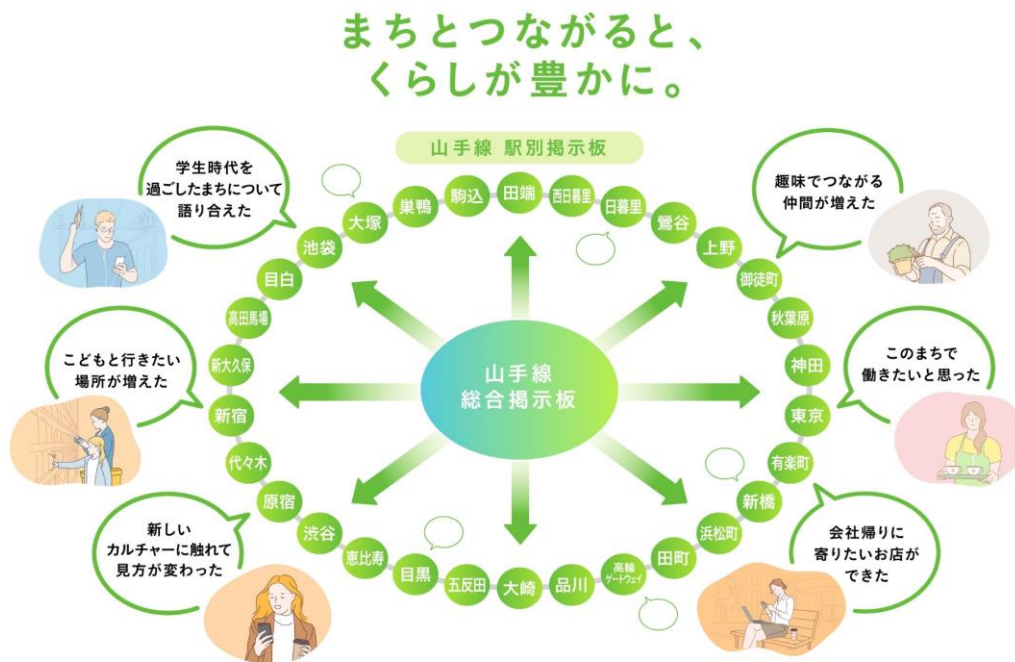 まちとつながると、
くらしが豊かに。
山手線 駅別掲示板
学生時代を
過ごしたまちについて
語り合えた
趣味でつながる
仲間が増えた
こどもと行きたい
場所が増えた
このまちで
働きたいと思った
新しい
カルチャーに触れて
見方が変わった
会社帰りに
寄りたいお店が
できた
山手線
総合掲示板
田端
西日暮里
日暮里
鶯谷
上野
御徒町
秋葉原
神田
東京
有楽町
新橋
浜松町
田町
高輪
ゲートウェイ
品川
大崎
五反田
目黒
恵比寿
渋谷
原宿
代々木
新宿
新大久保
高田馬場
目白
池袋
大塚
巣鴨
駒込